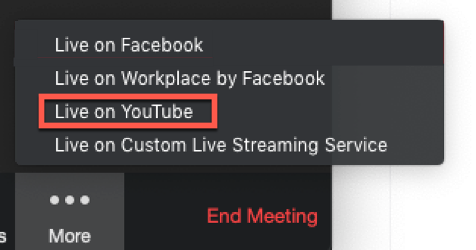 Live on Facebook
Live on Workplace by Facebook
Live on YouTube
Live on Custom Live Streaming Service
End Meeting
More